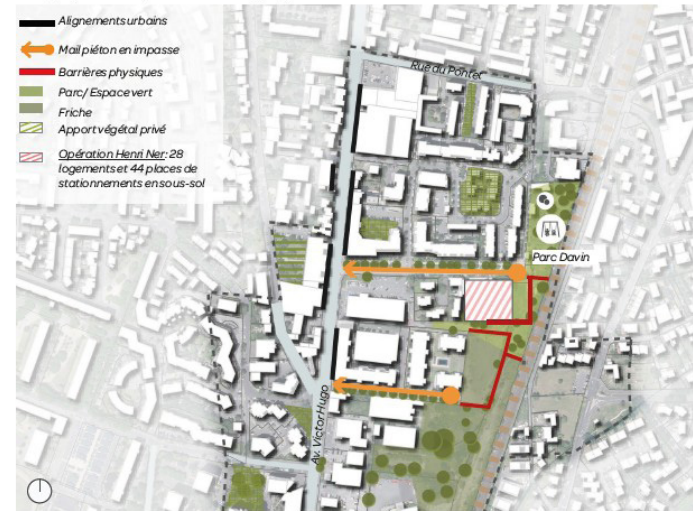 Alignements urbains
Mail piéton en impasse
Barrières physiques
Parc/ Espace vert
Friche
Apport végétal privé
Opération Henri Ner: 28
logements et 44 places de
stationnements en sous-sol
Rue du Pontet
Parc Davin
Av. Victor Hugo